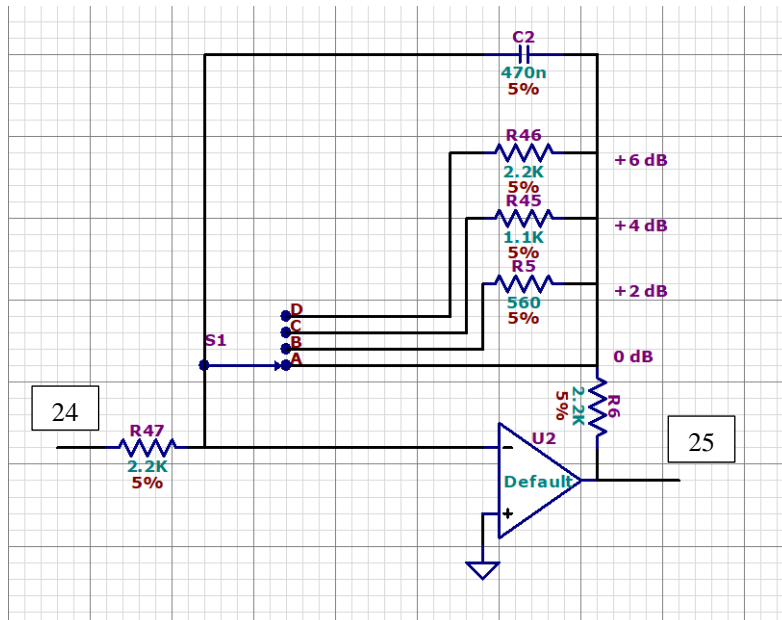 C2
470n
5%
R46
2.2K
5%
+6 dB
R45
1.1K
5%
+4 dB
R5
560
5%
+2 dB
D
C
B
A
S1
0 dB
R6
2.2K
5%
24
R47
2.2K
5%
U2
-
Default
+
25